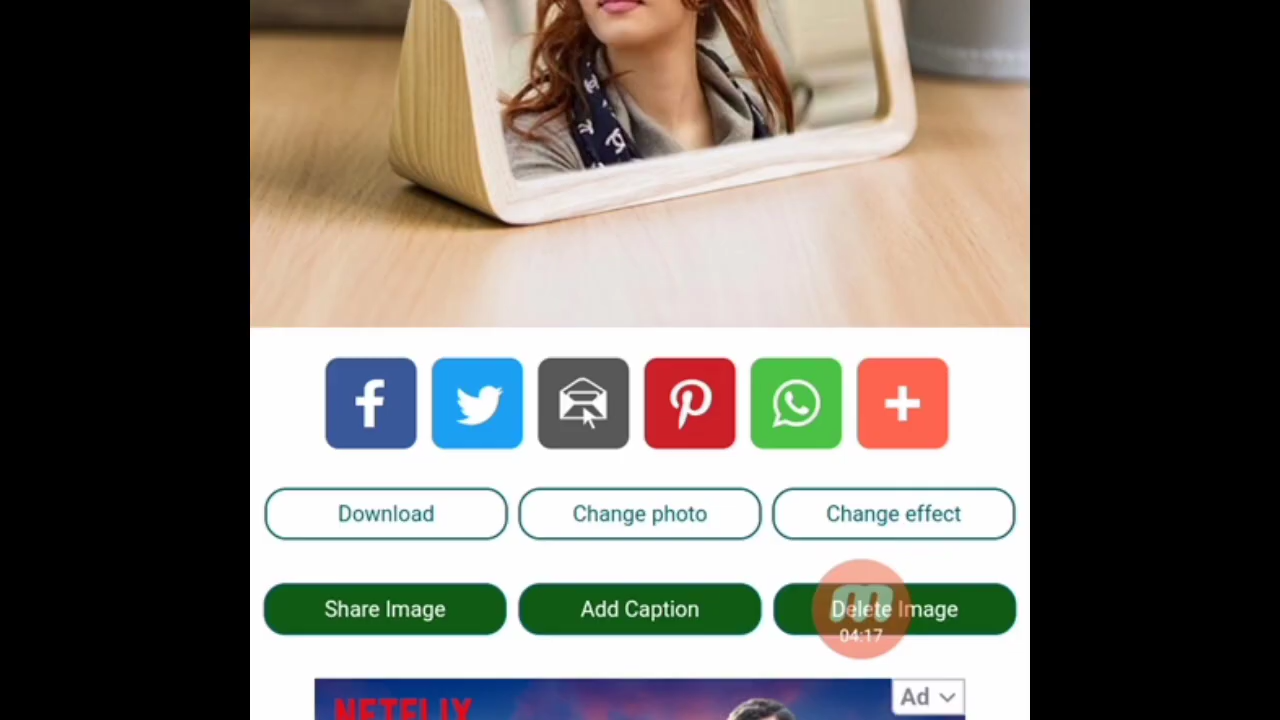 Download
Change photo
Change effect
Share Image
Add Caption
Delete Image
04:17
Ad
NETFLIX